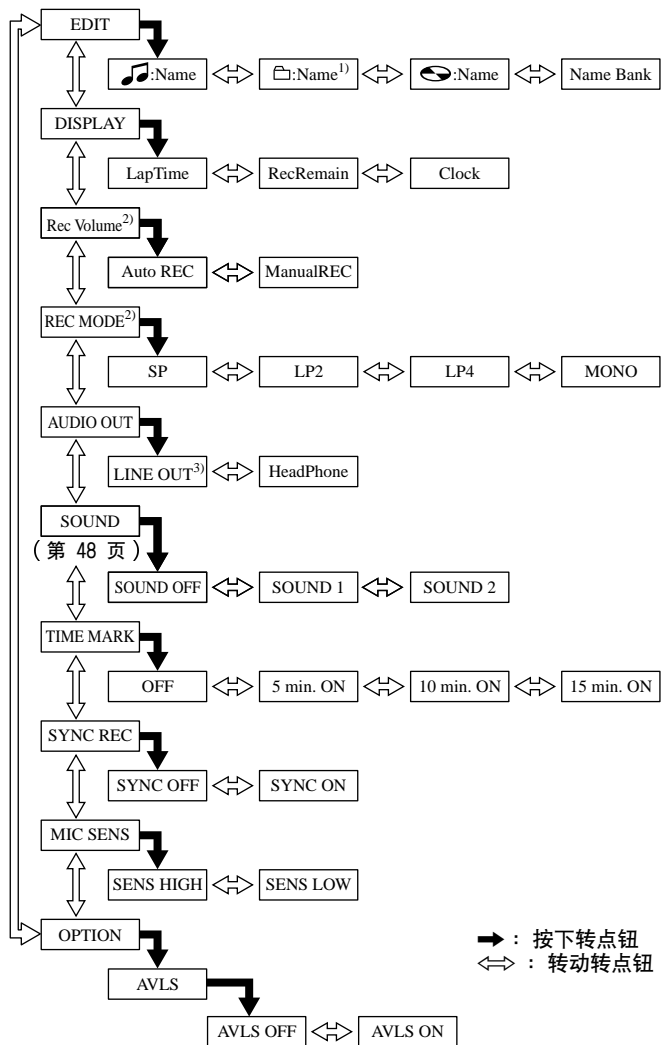 EDIT
:Name :Name1) :Name Name Bank
DISPLAY
LapTime RecRemain Clock
Rec Volume2)
Auto REC ManualREC
REC MODE2)
SP LP2 LP4 MONO
AUDIO OUT
LINE OUT3) HeadPhone
SOUND
(第 48 页)
SOUND OFF SOUND 1 SOUND 2
TIME MARK
OFF 5 min. ON 10 min. ON 15 min. ON
SYNC REC
SYNC OFF SYNC ON
MIC SENS
SENS HIGH SENS LOW
OPTION
: 按下转点钮
: 转动转点钮
AVLS
AVLS OFF AVLS ON